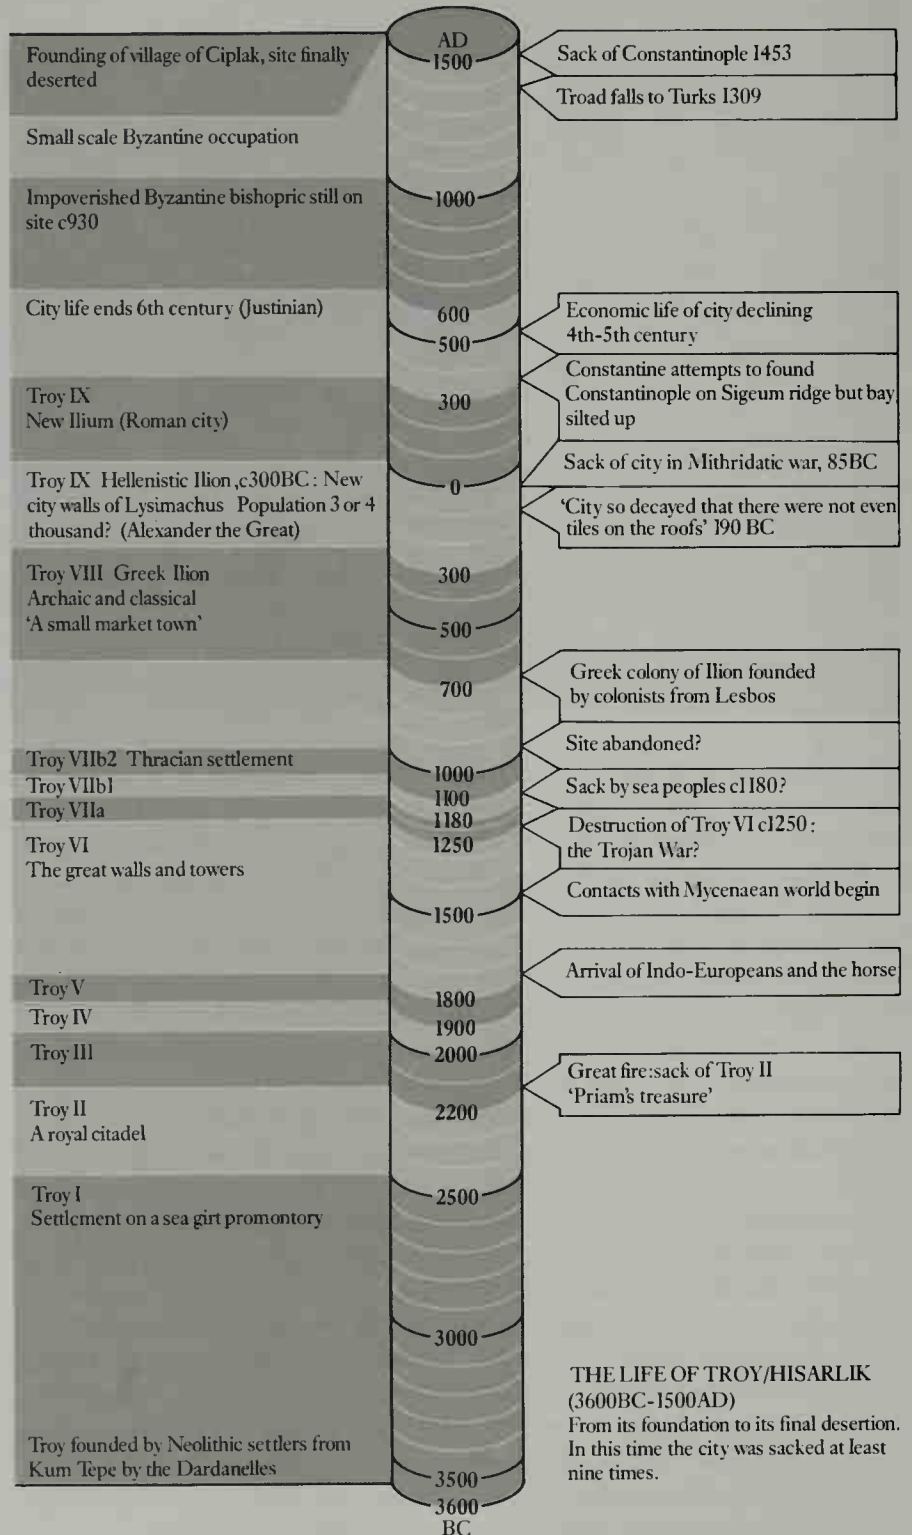 Founding of village of Ciplak, site finally
deserted
Small scale Byzantine occupation
Impoverished Byzantine bishopric still on
site c930
City life ends 6th century (Justinian)
Troy IX
New Ilium (Roman city)
Troy IX Hellenistic Ilion, c300BC: New
city walls of Lysimachus Population 3 or 4
thousand? (Alexander the Great)
Troy VIII Greek Ilion
Archaic and classical
'A small market town'
Troy VIIb2 Thracian settlement
Troy VIIb1
Troy VIIa
Troy VI
The great walls and towers
Troy V
Troy IV
Troy III
Troy II
A royal citadel
Troy I
Settlement on a sea girt promontory
Troy founded by Neolithic settlers from
Kum Tepe by the Dardanelles
AD
1500
1000
600
500
300
0
300
500
700
1000
1100
1180
1250
1500
1800
1900
2000
2200
2500
3000
3500
3600
BC
Sack of Constantinople 1453
Troad falls to Turks 1309
Economic life of city declining
4th-5th century
Constantine attempts to found
Constantinople on Sigeum ridge but bay
silted up
Sack of city in Mithridatic war, 85BC
'City so decayed that there were not even
tiles on the roofs' 190 BC
Greek colony of Ilion founded
by colonists from Lesbos
Site abandoned?
Sack by sea peoples c1180?
Destruction of Troy VI c1250:
the Trojan War?
Contacts with Mycenaean world begin
Arrival of Indo-Europeans and the horse
Great fire: sack of Troy II
'Priam's treasure'
THE LIFE OF TROY/HISARLIK
(3600BC-1500AD)
From its foundation to its final desertion.
In this time the city was sacked at least
nine times.